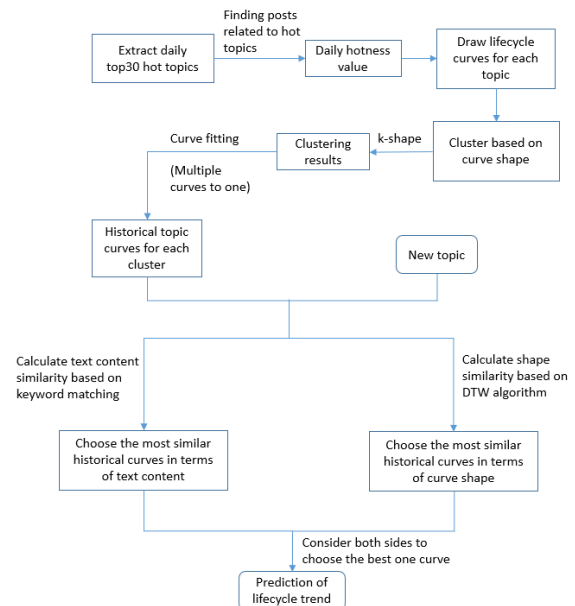 Finding posts
related to hot
topics
Extract daily
top30 hot topics
Daily hotness
value
Draw lifecycle
curves for each
topic
Curve fitting
(Multiple
curves to one)
Clustering
results
k-shape
Cluster based on
curve shape
Historical topic
curves for each
cluster
New topic
Calculate text content
similarity based on
keyword matching
Calculate shape
similarity based on
DTW algorithm
Choose the most similar
historical curves in terms
of text content
Choose the most similar
historical curves in terms
of curve shape
Consider both sides to
choose the best one curve
Prediction of
lifecycle trend